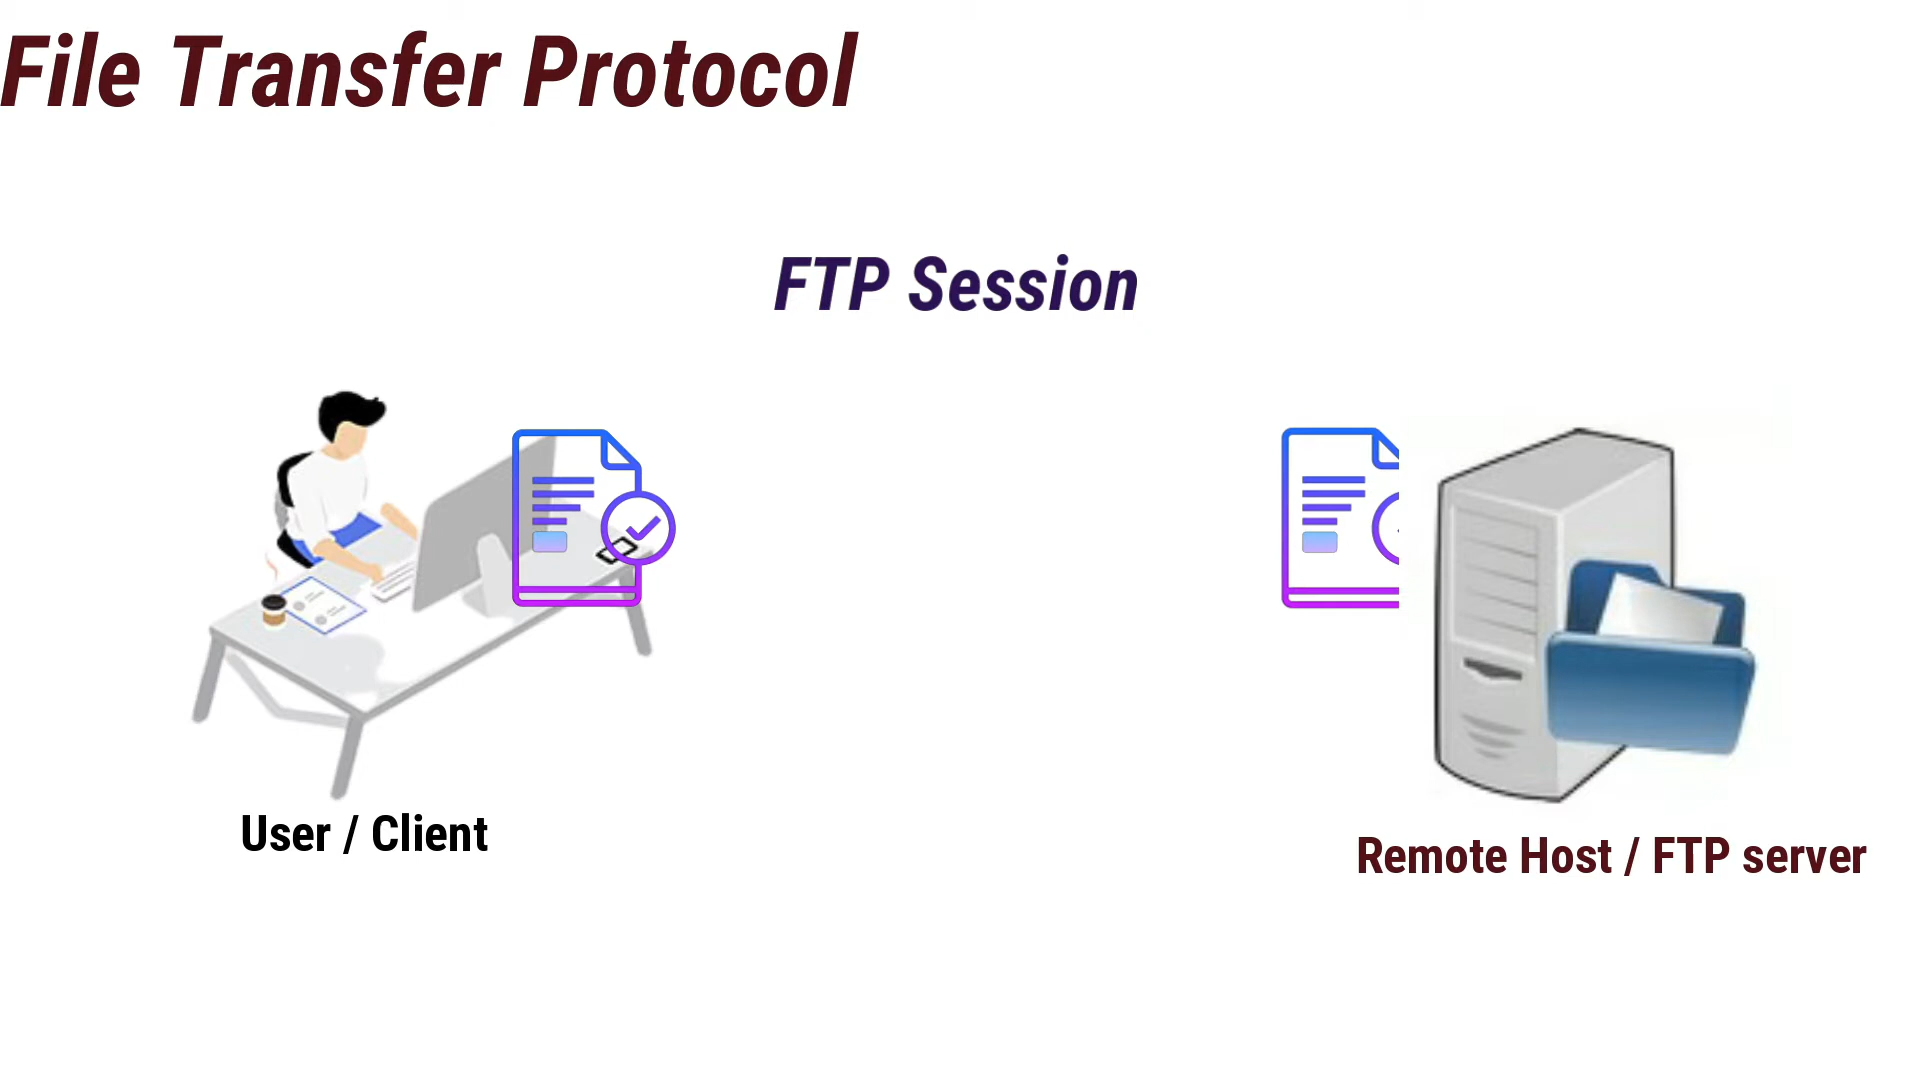 File Transfer Protocol
FTP Session
User / Client
Remote Host / FTP server